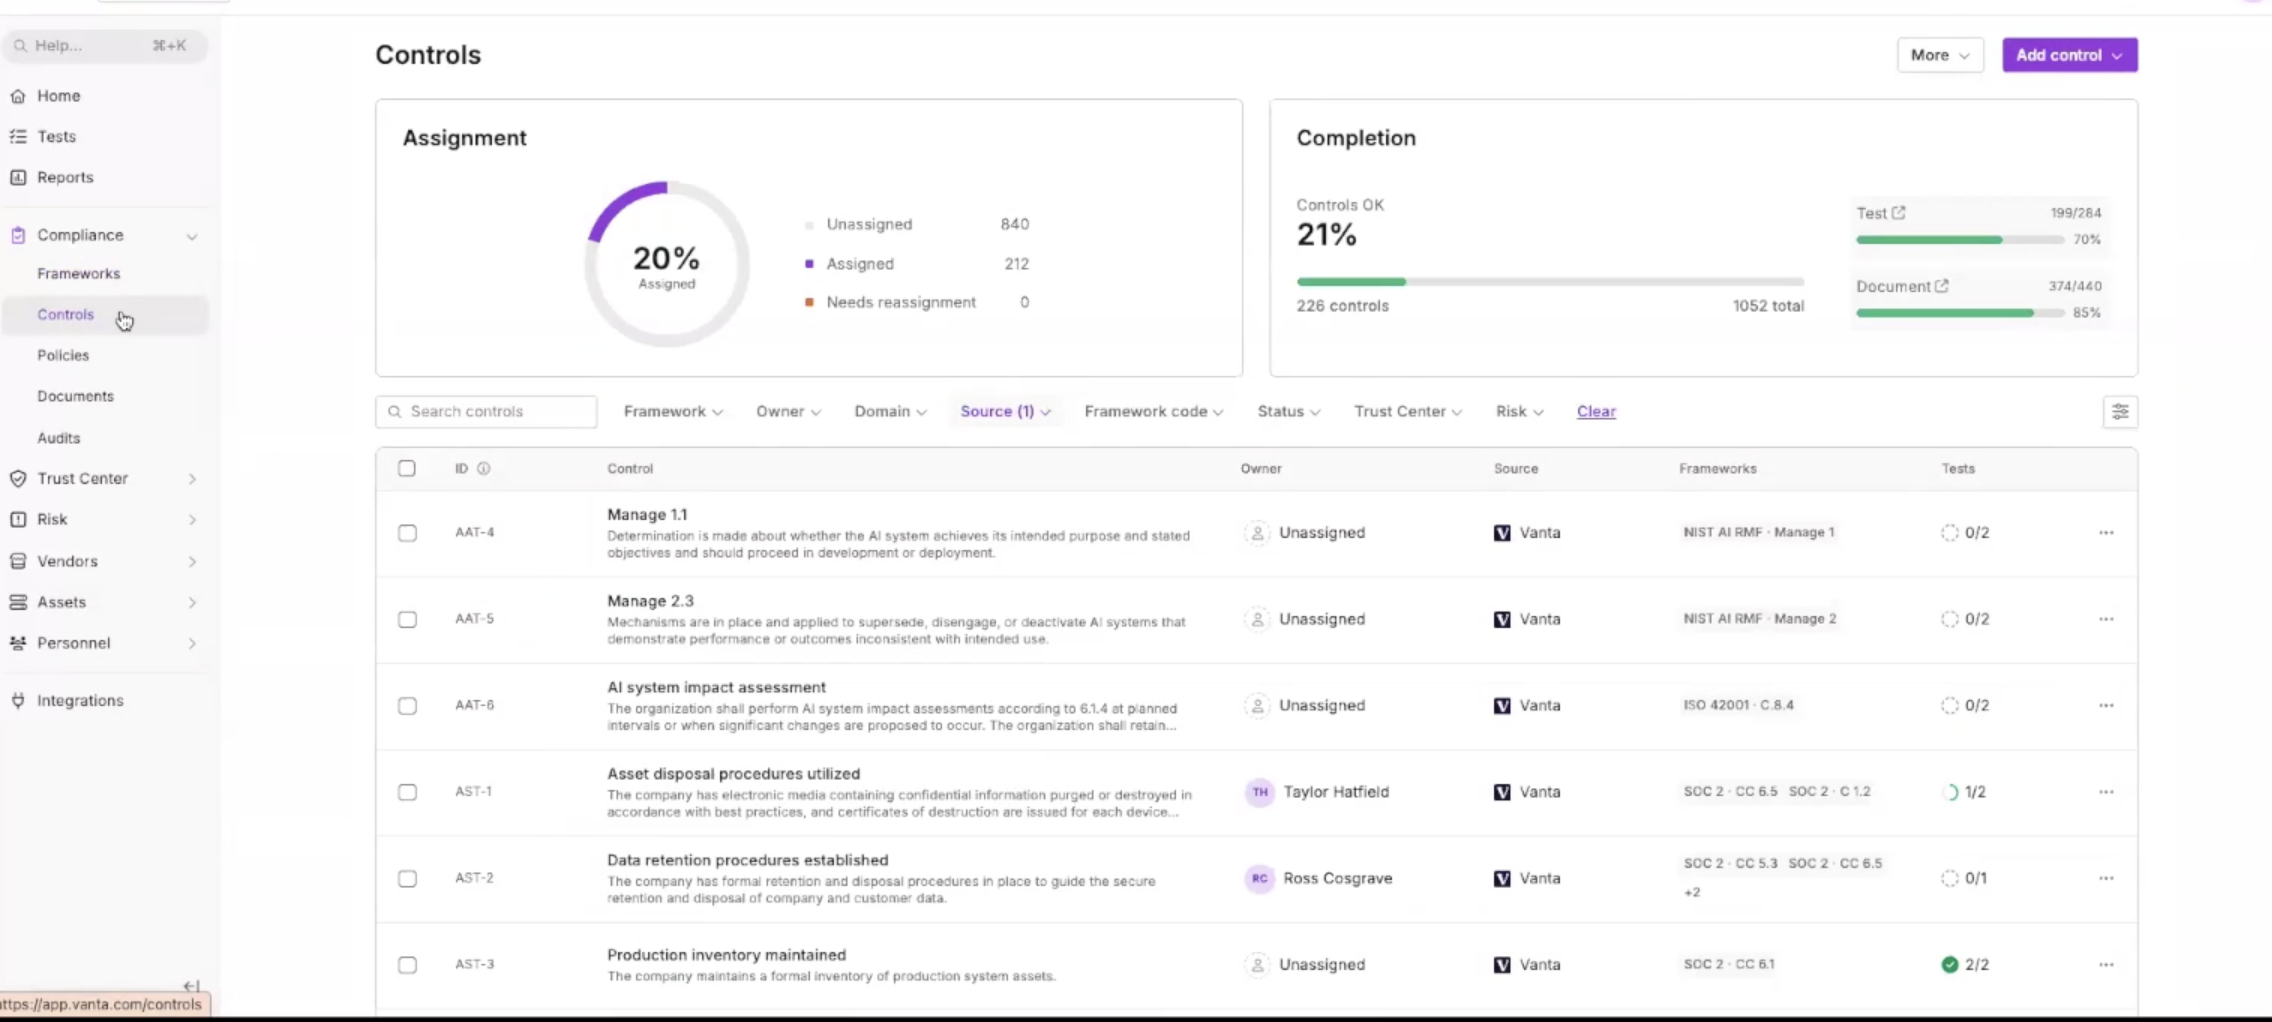 Help... ⌘+K
Home
Tests
Reports
Compliance
Frameworks
Controls
Policies
Documents
Audits
Trust Center
Risk
Vendors
Assets
Personnel
Integrations
ttps://app.vanta.com/controls
Controls
More
Add control
Assignment
20%
Assigned
Unassigned 840
Assigned 212
Needs reassignment 0
Completion
Controls OK
21%
226 controls 1052 total
Test 199/284
70%
Document 374/440
85%
Search controls Framework Owner Domain Source (1) Framework code Status Trust Center Risk Clear
ID Control Owner Source Frameworks Tests
AAT-4
Manage 1.1
Determination is made about whether the AI system achieves its intended purpose and stated
objectives and should proceed in development or deployment.
Unassigned V Vanta NIST AI RMF · Manage 1 0/2 ...
AAT-5
Manage 2.3
Mechanisms are in place and applied to supersede, disengage, or deactivate AI systems that
demonstrate performance or outcomes inconsistent with intended use.
Unassigned V Vanta NIST AI RMF · Manage 2 0/2 ...
AAT-6
AI system impact assessment
The organization shall perform AI system impact assessments according to 6.1.4 at planned
intervals or when significant changes are proposed to occur. The organization shall retain...
Unassigned V Vanta ISO 42001 · C.8.4 0/2 ...
AST-1
Asset disposal procedures utilized
The company has electronic media containing confidential information purged or destroyed in
accordance with best practices, and certificates of destruction are issued for each device...
TH Taylor Hatfield V Vanta SOC 2 · CC 6.5 SOC 2 · C 1.2 1/2 ...
AST-2
Data retention procedures established
The company has formal retention and disposal procedures in place to guide the secure
retention and disposal of company and customer data.
RC Ross Cosgrave V Vanta SOC 2 · CC 5.3 SOC 2 · CC 6.5
+2
0/1 ...
AST-3
Production inventory maintained
The company maintains a formal inventory of production system assets.
Unassigned V Vanta SOC 2 · CC 6.1 2/2 ...